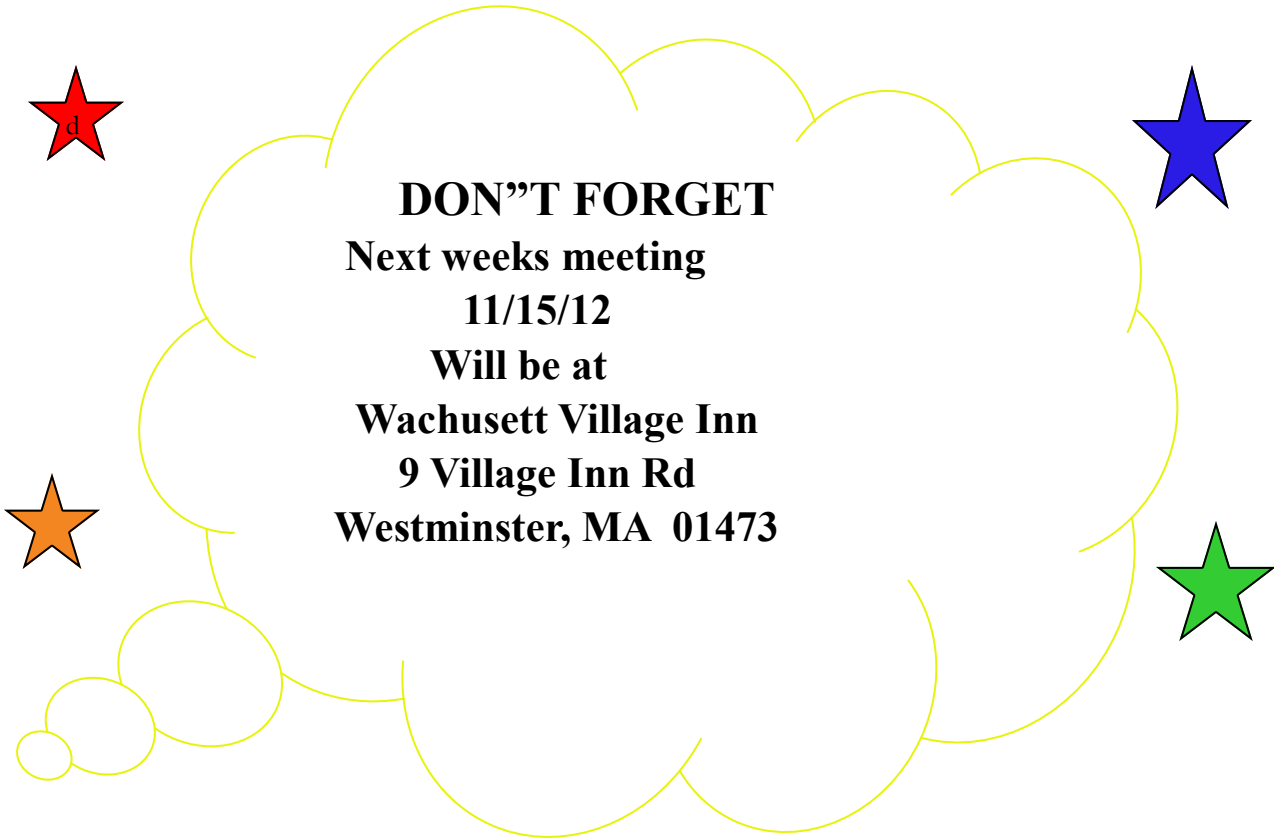 d
DON”T FORGET
Next weeks meeting
11/15/12
Will be at
Wachusett Village Inn
9 Village Inn Rd
Westminster, MA  01473